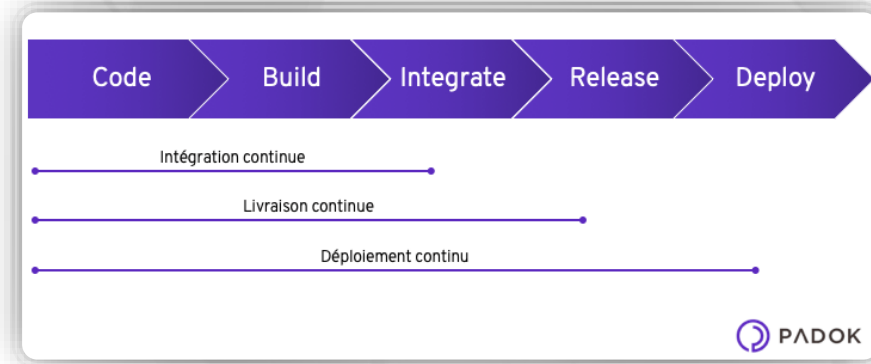 Code Build Integrate Release Deploy
Intégration continue
Livraison continue
Déploiement continu
PADOK